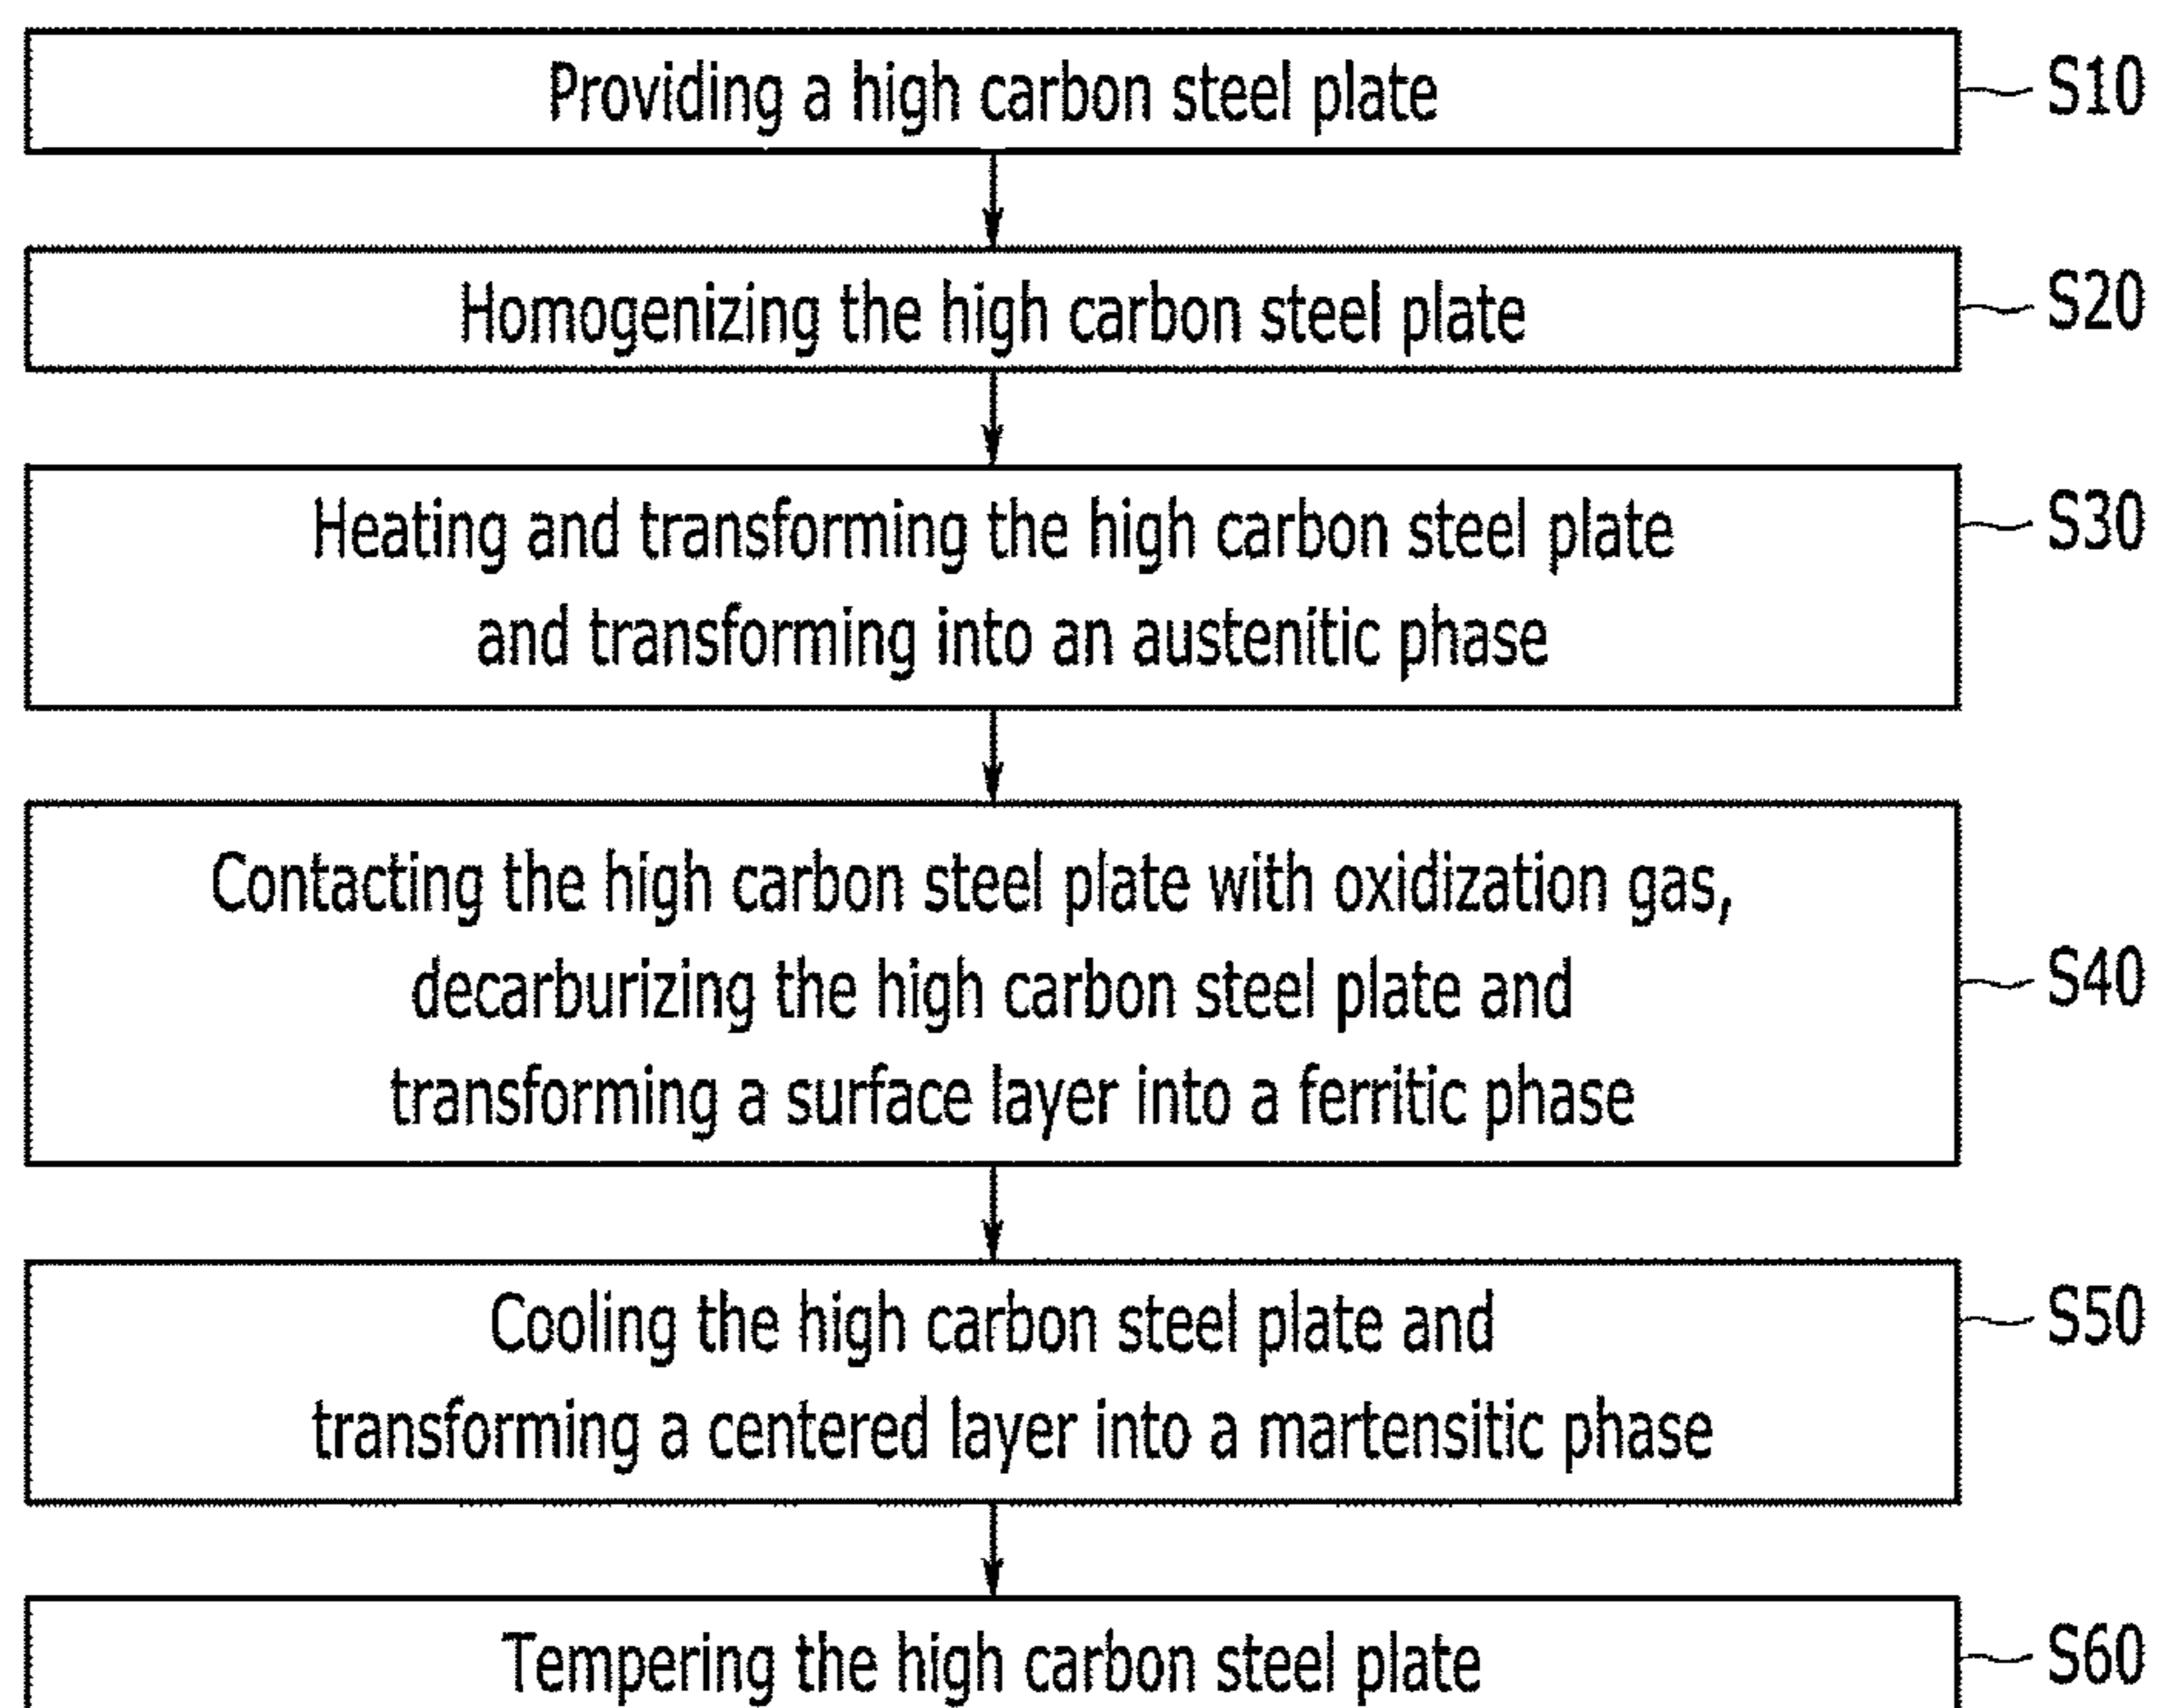 Providing a high carbon steel plate
S10
Homogenizing the high carbon steel plate
S20
Heating and transforming the high carbon steel plate
S30
and transforming into an austenitic phase
Contacting the high carbon steel plate with oxidization gas,
decarburizing the high carbon steel plate and
S40
transforming a surface layer into a ferritic phase
Cooling the high carbon steel plate and
S50
transforming a centered layer into a martensitic phase
Tempering the high carbon steel plate
S60